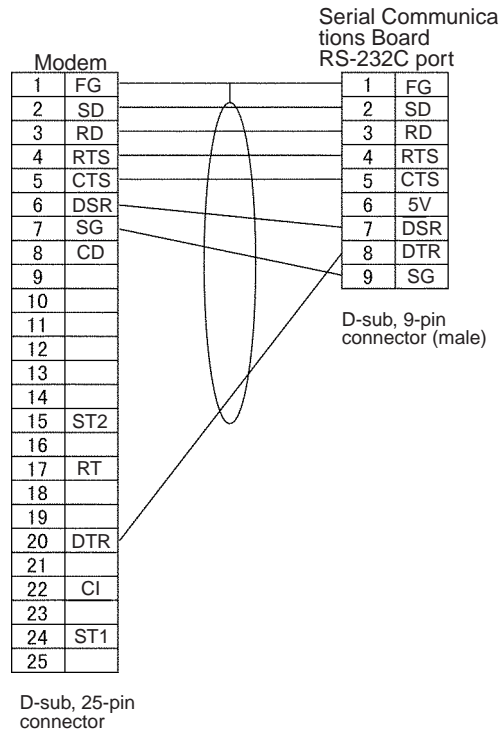 Serial Communica
tions Board
RS-232C port
Modem
1 FG
2 SD
3 RD
4 RTS
5 CTS
6 DSR
7 SG
8 CD
9
10
11
12
13
14
15 ST2
16
17 RT
18
19
20 DTR
21
22 CI
23
24 ST1
25
D-sub, 25-pin
connector
1 FG
2 SD
3 RD
4 RTS
5 CTS
6 5V
7 DSR
8 DTR
9 SG
D-sub, 9-pin
connector (male)